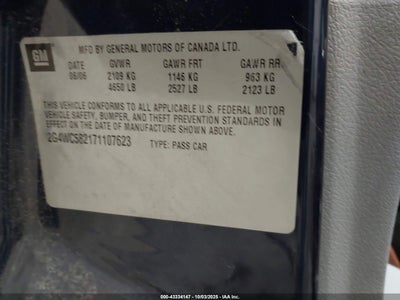 GM
MFD BY GENERAL MOTORS OF CANADA LTD.
DATE GVWR GAWR FRT GAWR RR
06/06 2109 KG 1146 KG 963 KG
4650 LB 2527 LB 2123 LB
THIS VEHICLE CONFORMS TO ALL APPLICABLE U.S. FEDERAL MOTOR
VEHICLE SAFETY, BUMPER, AND THEFT PREVENTION STANDARDS IN
EFFECT ON THE DATE OF MANUFACTURE SHOWN ABOVE.
2G4WC582171107623 TYPE: PASS CAR
000-43334147 - 10/03/2025 - IAA Inc.